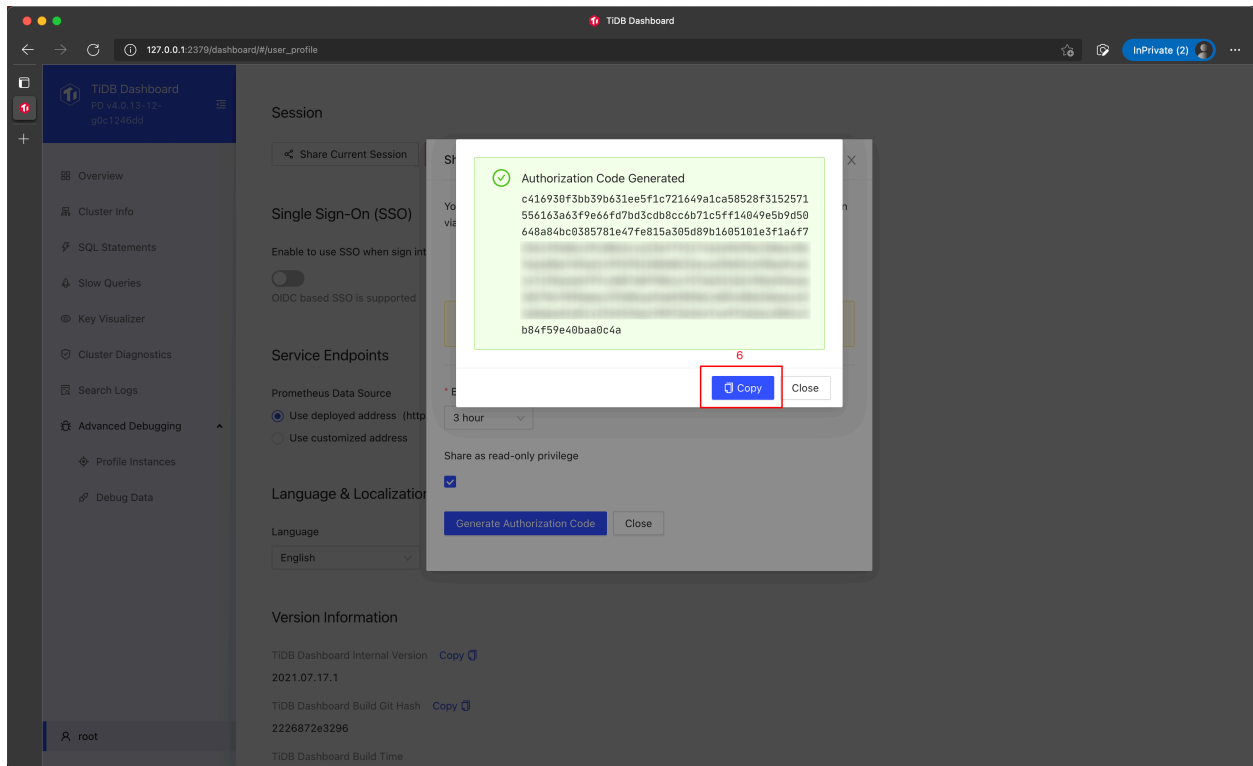 TiDB Dashboard
127.0.0.1:2379/dashboard/#/user_profile
InPrivate (2)
TiDB Dashboard
PD v4.0.13-12-
g0c1246dd
Overview
Cluster Info
SQL Statements
Slow Queries
Key Visualizer
Cluster Diagnostics
Search Logs
Advanced Debugging
Profile Instances
Debug Data
root
Session
Share Current Session
Single Sign-On (SSO)
Enable to use SSO when sign int
OIDC based SSO is supported
Service Endpoints
Prometheus Data Source
Use deployed address (http
Use customized address
Language & Localization
Language
English
Version Information
TiDB Dashboard Internal Version Copy
2021.07.17.1
TiDB Dashboard Build Git Hash Copy
2226872e3296
TiDB Dashboard Build Time
Sh
Yo
via
n
Authorization Code Generated
c416930f3bb39b631ee5f1c721649a1ca58528f3152571
556163a63f9e66fd7bd3cdb8cc6b71c5ff14049e5b9d50
648a84bc0385781e47fe815a305d89b1605101e3f1a6f7
b84f59e40baa0c4a
6
Copy
Close
* E
3 hour
Share as read-only privilege
Generate Authorization Code
Close